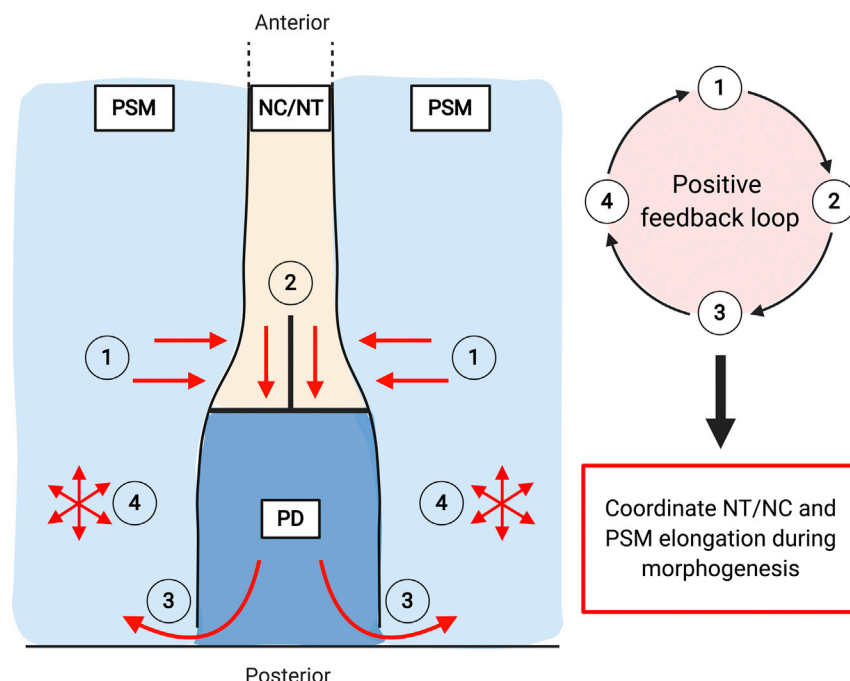 Anterior
PSM
NC/NT
PSM
2
1
1
4
4
PD
3
3
Posterior
1
Positive
feedback loop
2
4
3
Coordinate NT/NC and
PSM elongation during
morphogenesis